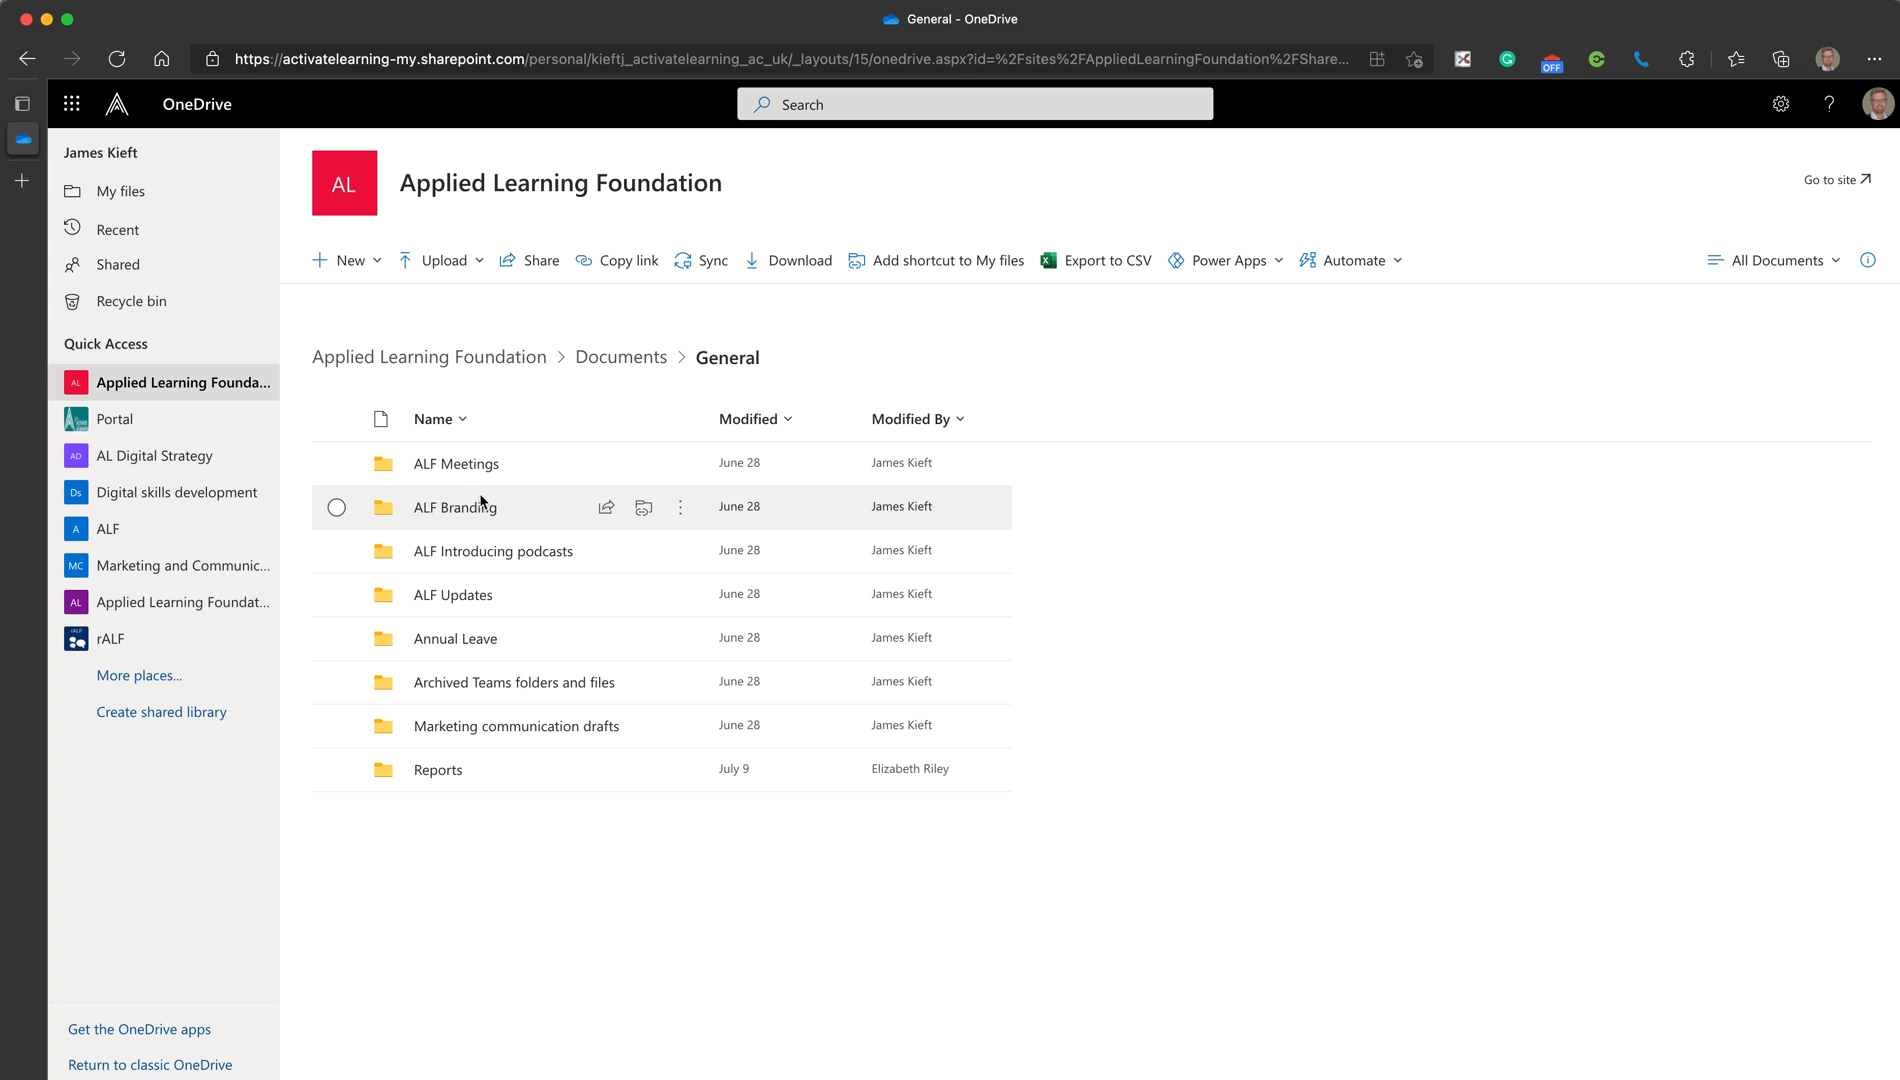 General - OneDrive
https://activatelearning-my.sharepoint.com/personal/kieftj_activatelearning_ac_uk/_layouts/15/onedrive.aspx?id=%2Fsites%2FAppliedLearningFoundation%2FShare...
OFF
OneDrive
Search
James Kieft
My files
Recent
Shared
Recycle bin
Quick Access
AL Applied Learning Founda...
Portal
AD AL Digital Strategy
Ds Digital skills development
A ALF
MC Marketing and Communic...
AL Applied Learning Foundat...
rALF rALF
More places...
Create shared library
Get the OneDrive apps
Return to classic OneDrive
AL Applied Learning Foundation
Go to site
New Upload Share Copy link Sync Download Add shortcut to My files Export to CSV Power Apps Automate All Documents
Applied Learning Foundation > Documents > General
Name Modified Modified By
ALF Meetings June 28 James Kieft
ALF Branding June 28 James Kieft
ALF Introducing podcasts June 28 James Kieft
ALF Updates June 28 James Kieft
Annual Leave June 28 James Kieft
Archived Teams folders and files June 28 James Kieft
Marketing communication drafts June 28 James Kieft
Reports July 9 Elizabeth Riley